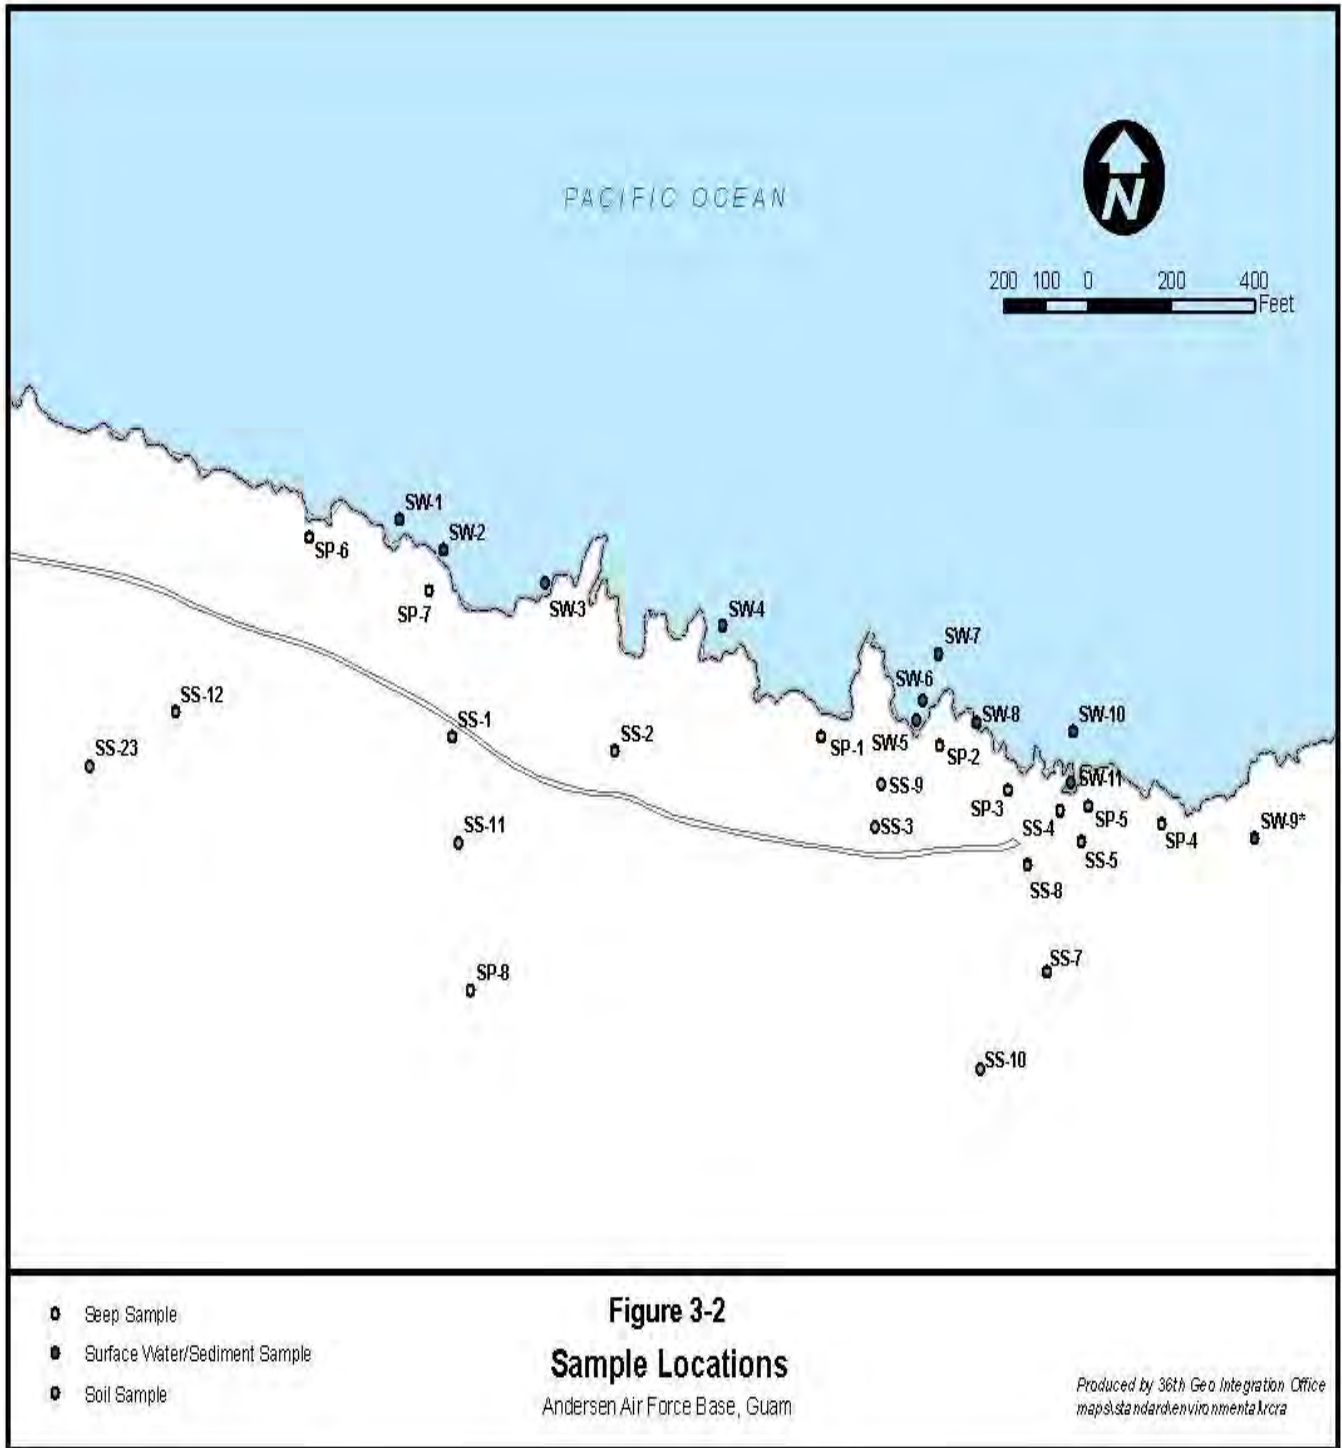 PACIFIC OCEAN
N
200 100 0 200 400
Feet
SW-1
SW-2
SP-6
SP-7
SW-3
SW-4
SW-7
SW-6
SW-5
SW-8
SW-10
SS-12
SS-23
SS-1
SS-2
SP-1
SP-2
SS-9
SP-3
SW-11
SS-3
SS-4
SP-5
SP-4
SW-9*
SS-11
SS-5
SS-8
SP-8
SS-7
SS-10
Seep Sample
Surface Water/Sediment Sample
Soil Sample
Figure 3-2
Sample Locations
Andersen Air Force Base, Guam
Produced by 36th Geo Integration Office
maps\standard\environmental\rcra